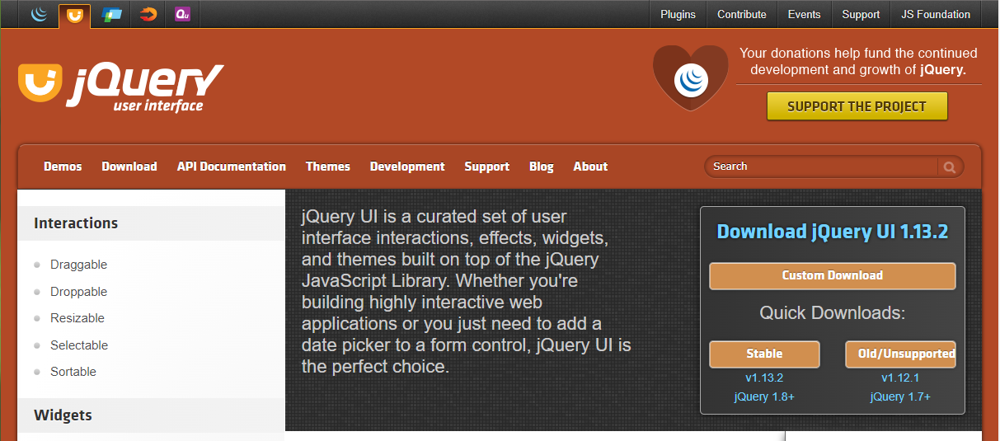 Qu
Plugins
Contribute
Events
Support
JS Foundation
jQuery
user interface
Your donations help fund the continued
development and growth of jQuery.
SUPPORT THE PROJECT
Demos
Download
API Documentation
Themes
Development
Support
Blog
About
Search
Interactions
Draggable
Droppable
Resizable
Selectable
Sortable
Widgets
jQuery UI is a curated set of user
interface interactions, effects, widgets,
and themes built on top of the jQuery
JavaScript Library. Whether you're
building highly interactive web
applications or you just need to add a
date picker to a form control, jQuery UI is
the perfect choice.
Download jQuery UI 1.13.2
Custom Download
Quick Downloads:
Stable
v1.13.2
jQuery 1.8+
Old/Unsupported
v1.12.1
jQuery 1.7+